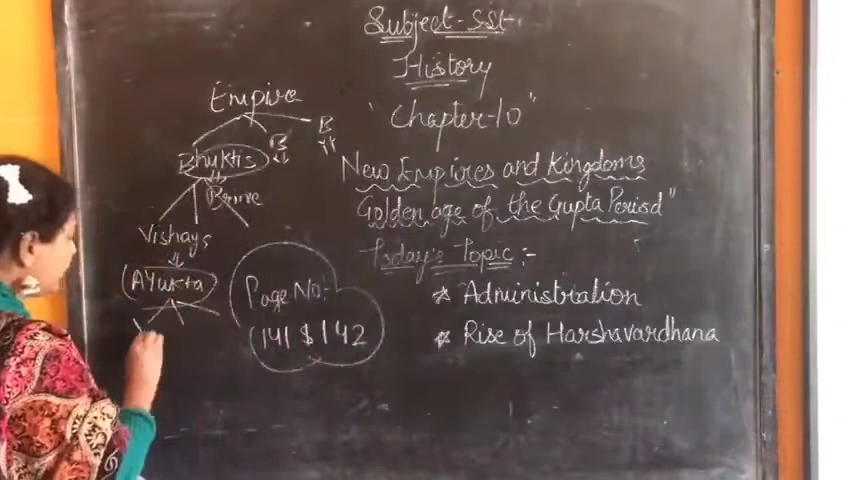 Subject - SSt
History
"Chapter-10"
New Empires and Kingdoms
Golden age of the Gupta Period"
Today's Topic :-
* Administration
* Rise of Harshavardhana
Empire
B
B
Bhuktis
Vishays
AYukta
Page No:-
141 $ 142